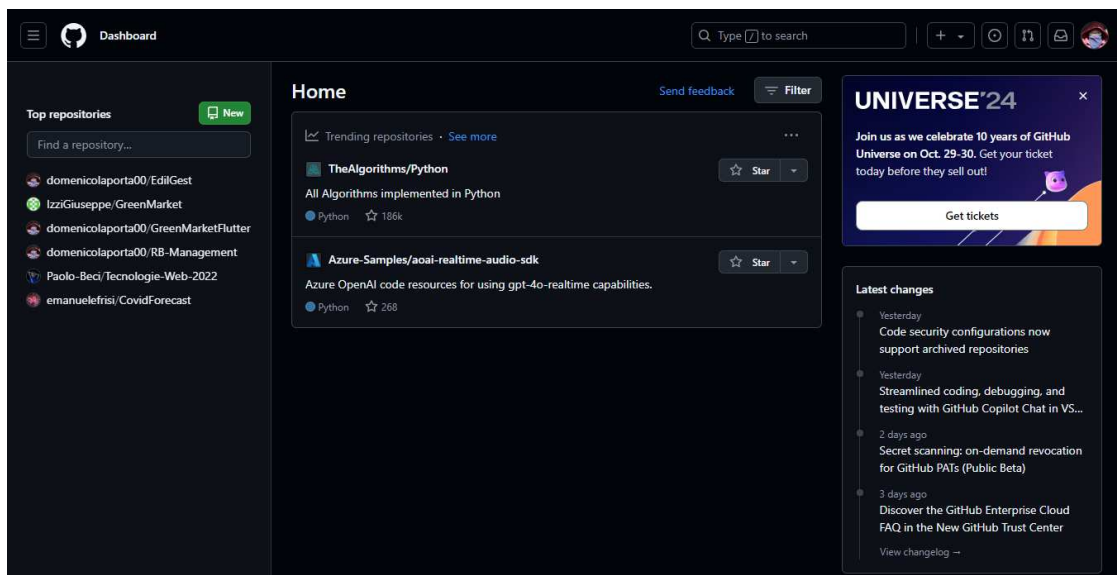 Dashboard
Type / to search
Top repositories
New
Find a repository...
domenicolaporta00/EdilGest
IzziGiuseppe/GreenMarket
domenicolaporta00/GreenMarketFlutter
domenicolaporta00/RB-Management
Paolo-Beci/Tecnologie-Web-2022
emanuelefrisi/CovidForecast
Home
Send feedback
Filter
Trending repositories · See more
TheAlgorithms/Python
Star
All Algorithms implemented in Python
Python 186k
Azure-Samples/aoai-realtime-audio-sdk
Star
Azure OpenAI code resources for using gpt-4o-realtime capabilities.
Python 268
UNIVERSE'24
Join us as we celebrate 10 years of GitHub
Universe on Oct. 29-30. Get your ticket
today before they sell out!
Get tickets
Latest changes
Yesterday
Code security configurations now
support archived repositories
Yesterday
Streamlined coding, debugging, and
testing with GitHub Copilot Chat in VS...
2 days ago
Secret scanning: on-demand revocation
for GitHub PATs (Public Beta)
3 days ago
Discover the GitHub Enterprise Cloud
FAQ in the New GitHub Trust Center
View changelog →